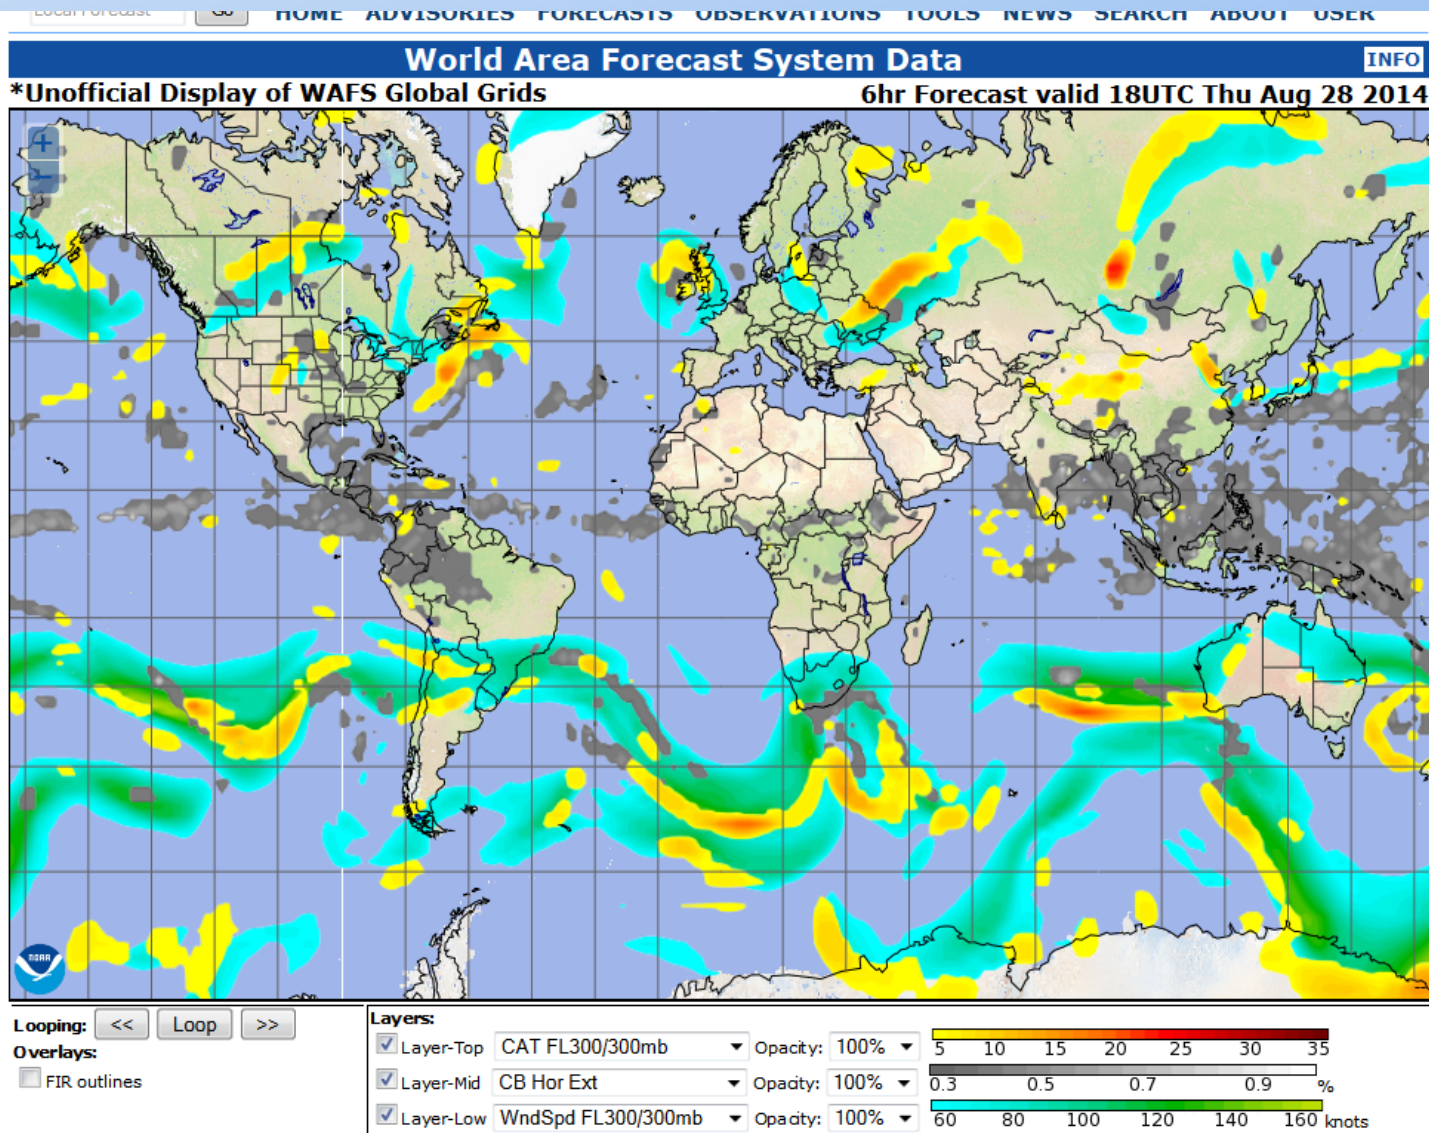 Local Forecast Go HOME ADVISORIES FORECASTS OBSERVATIONS TOOLS NEWS SEARCH ABOUT USER
World Area Forecast System Data INFO
*Unofficial Display of WAFS Global Grids 6hr Forecast valid 18UTC Thu Aug 28 2014
+
NOAA
Looping: << Loop >>
Overlays:
FIR outlines
Layers:
Layer-Top CAT FL300/300mb Opacity: 100%
5 10 15 20 25 30 35
Layer-Mid CB Hor Ext Opacity: 100%
0.3 0.5 0.7 0.9 %
Layer-Low WndSpd FL300/300mb Opacity: 100%
60 80 100 120 140 160 knots